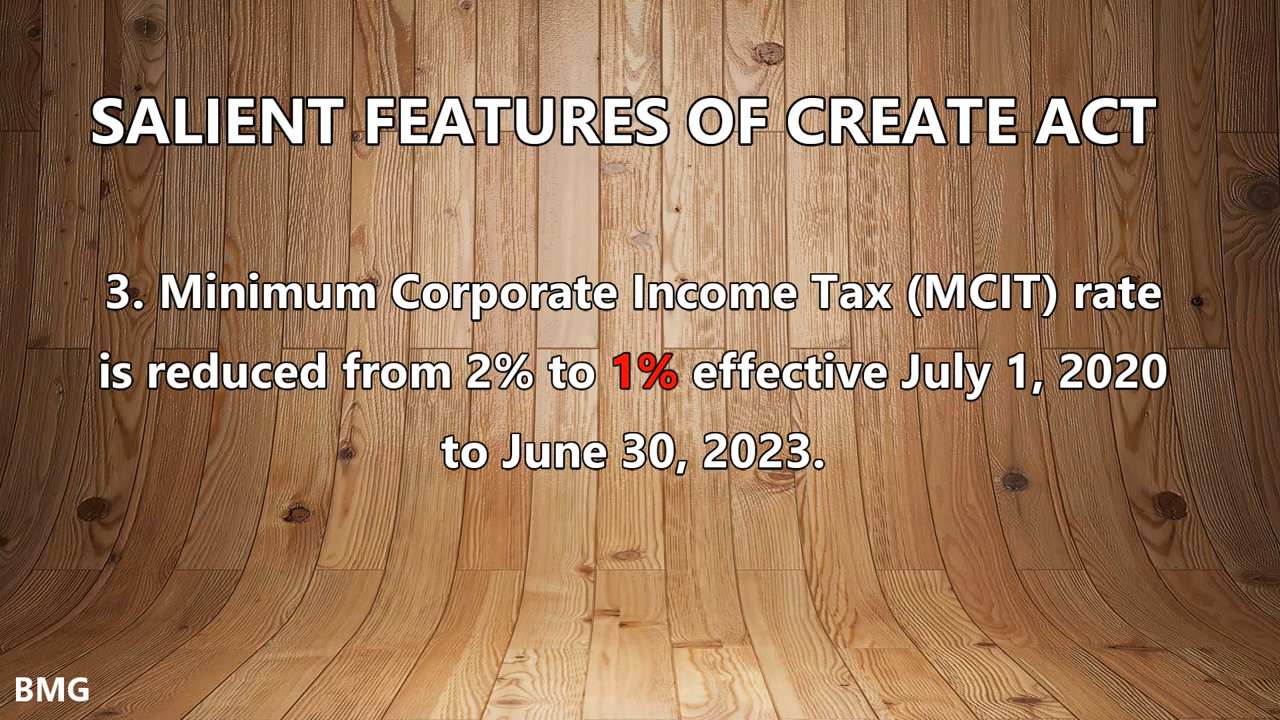 SALIENT FEATURES OF CREATE ACT
3. Minimum Corporate Income Tax (MCIT) rate
is reduced from 2% to 1% effective July 1, 2020
to June 30, 2023.
BMG